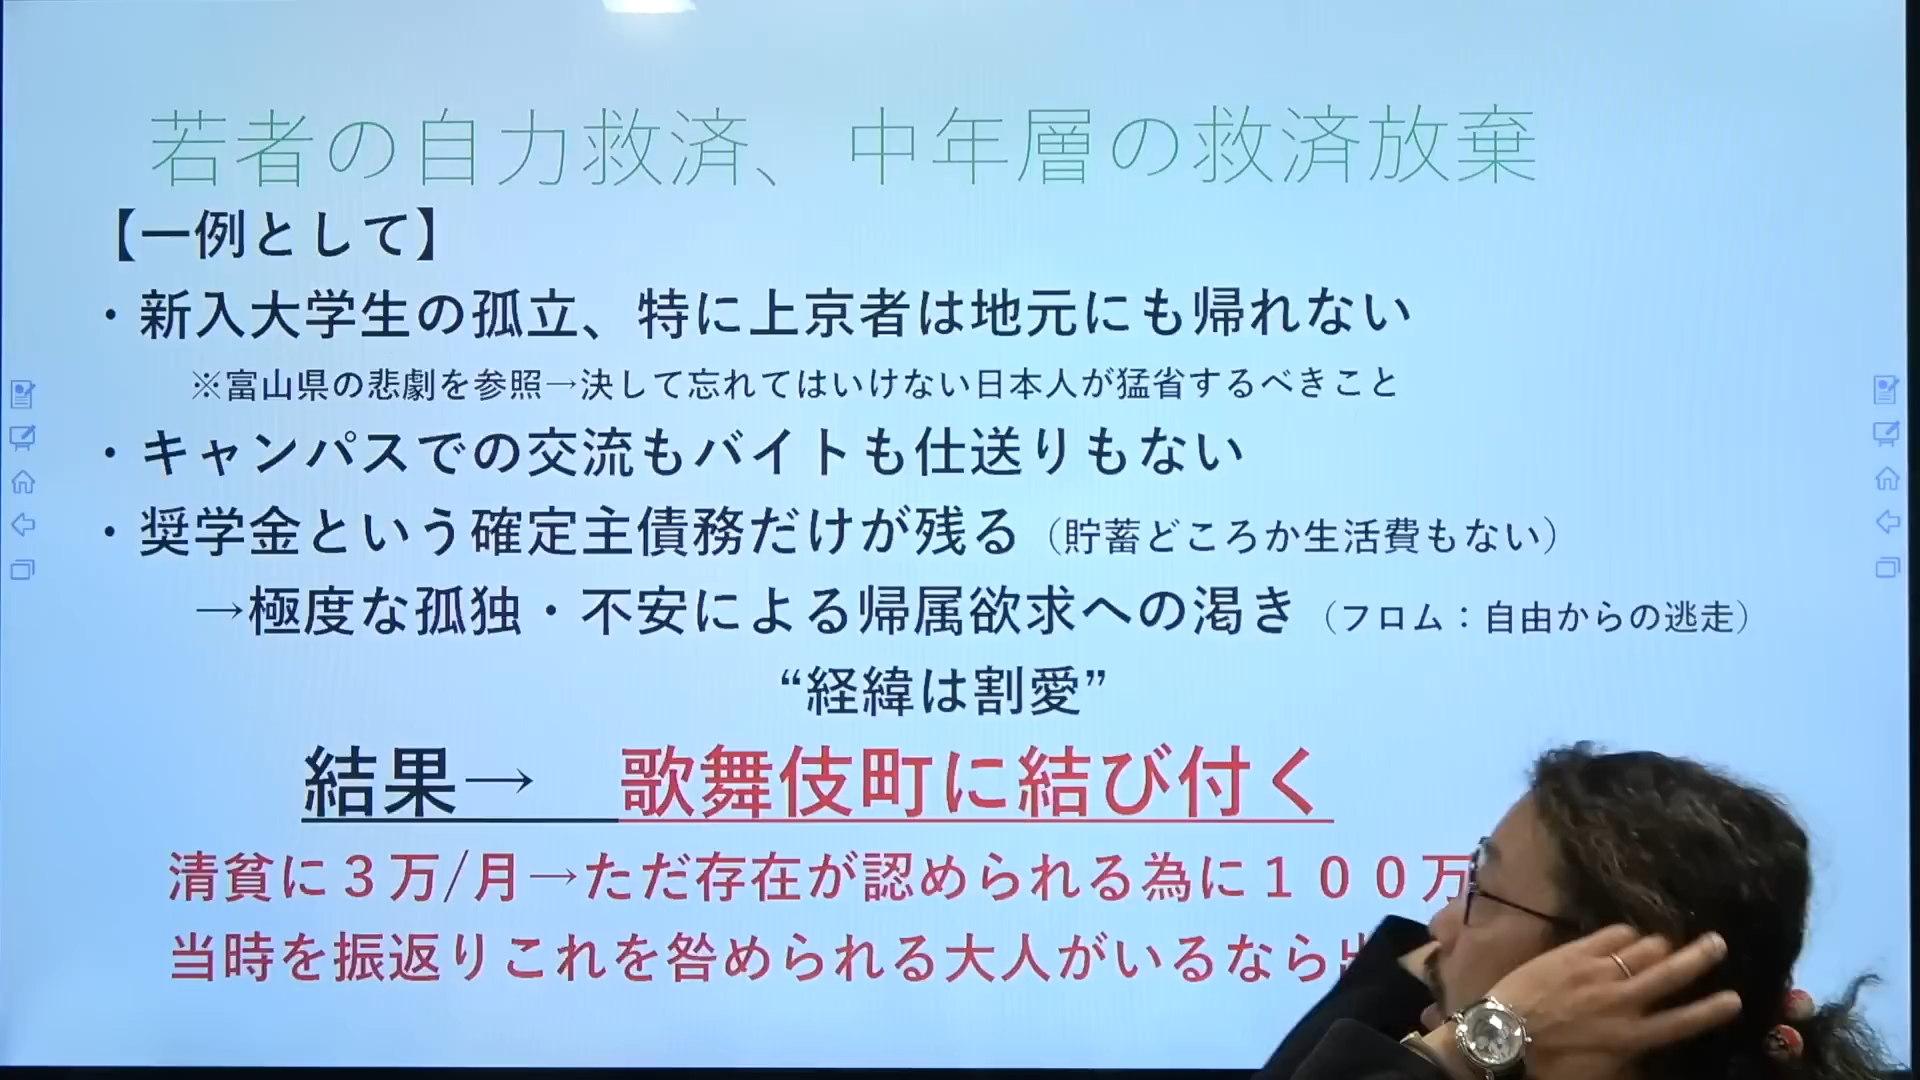 若者の自力救済、中年層の救済放棄
【一例として】
・新入大学生の孤立、特に上京者は地元にも帰れない
※富山県の悲劇を参照→決して忘れてはいけない日本人が猛省するべきこと
・キャンパスでの交流もバイトも仕送りもない
・奨学金という確定主債務だけが残る（貯蓄どころか生活費もない）
→極度な孤独・不安による帰属欲求への渇き（フロム：自由からの逃走）
“経緯は割愛”
結果→　歌舞伎町に結び付く
清貧に３万/月→ただ存在が認められる為に１００万
当時を振返りこれを咎められる大人がいるなら